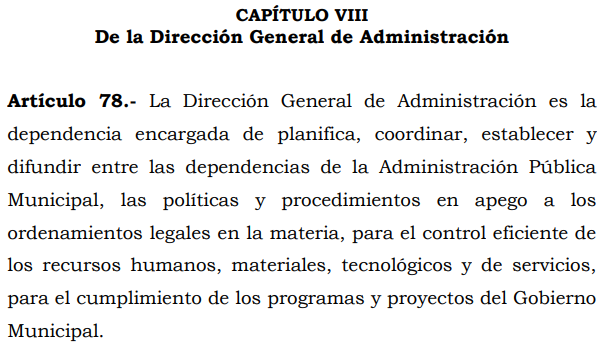 CAPÍTULO VIII
De la Dirección General de Administración
Artículo 78.- La Dirección General de Administración es la
dependencia encargada de planifica, coordinar, establecer y
difundir entre las dependencias de la Administración Pública
Municipal, las políticas y procedimientos en apego a los
ordenamientos legales en la materia, para el control eficiente de
los recursos humanos, materiales, tecnológicos y de servicios,
para el cumplimiento de los programas y proyectos del Gobierno
Municipal.